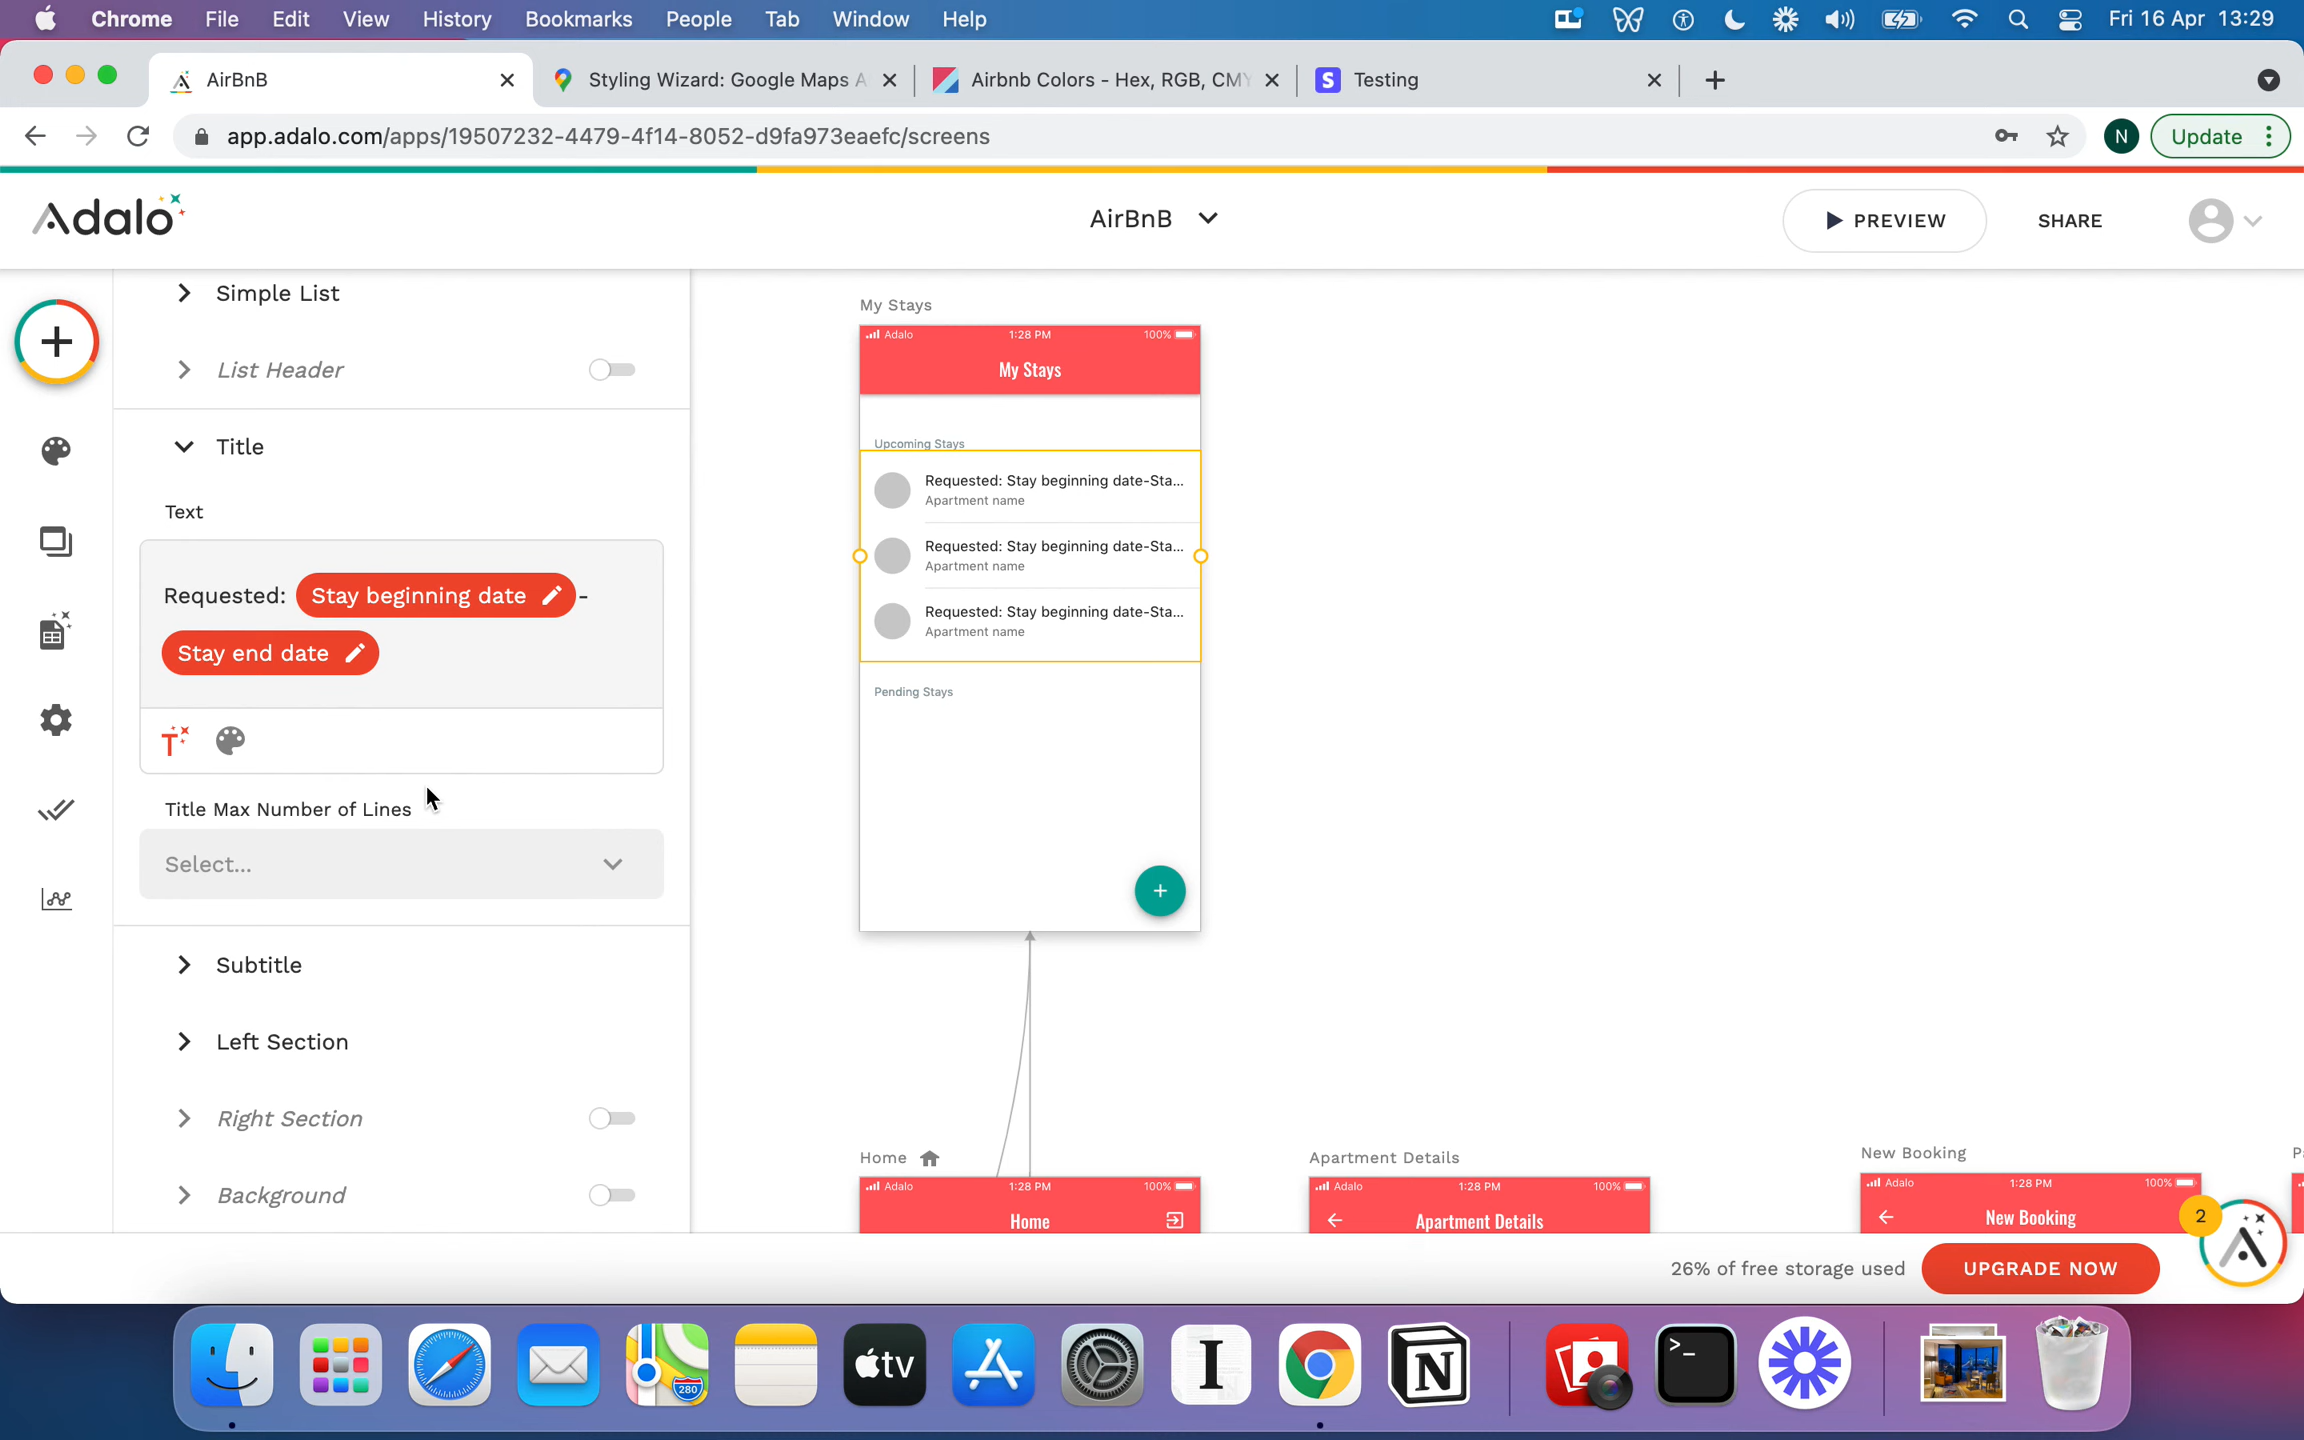 Chrome File Edit View History Bookmarks People Tab Window Help Fri 16 Apr 13:29
AirBnB Styling Wizard: Google Maps A Airbnb Colors - Hex, RGB, CMY S Testing
app.adalo.com/apps/19507232-4479-4f14-8052-d9fa973eaefc/screens N Update
Adalo AirBnB PREVIEW SHARE
Simple List
List Header
Title
Text
Requested: Stay beginning date -
Stay end date
T
Title Max Number of Lines
Select...
Subtitle
Left Section
Right Section
Background
My Stays
Adalo 1:28 PM 100%
My Stays
Upcoming Stays
Requested: Stay beginning date-Sta...
Apartment name
Requested: Stay beginning date-Sta...
Apartment name
Requested: Stay beginning date-Sta...
Apartment name
Pending Stays
+
Home
Adalo 1:28 PM 100%
Home
Apartment Details
Adalo 1:28 PM 100%
Apartment Details
New Booking
Adalo 1:28 PM 100%
New Booking
P
2
26% of free storage used UPGRADE NOW
280
tv
I
N
>_